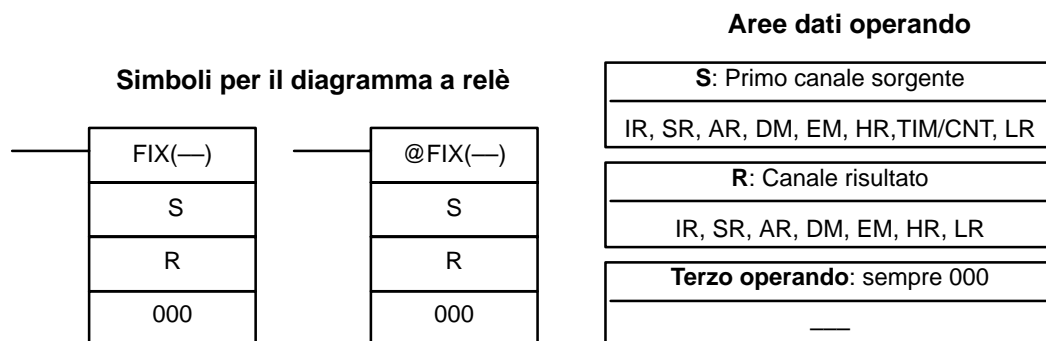 Simboli per il diagramma a relè
FIX(––)
S
R
000
@FIX(––)
S
R
000
Aree dati operando
S: Primo canale sorgente
IR, SR, AR, DM, EM, HR,TIM/CNT, LR
R: Canale risultato
IR, SR, AR, DM, EM, HR, LR
Terzo operando: sempre 000
––